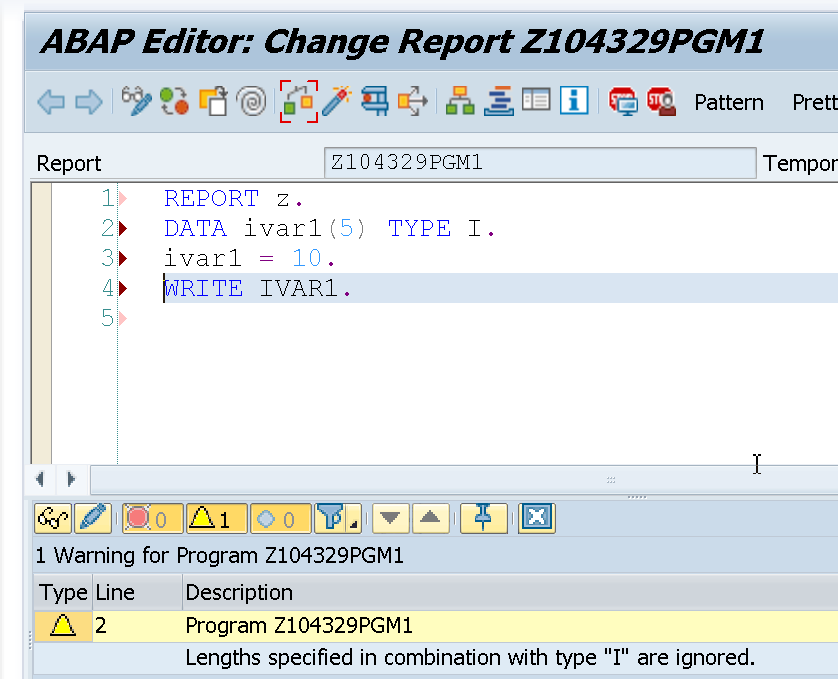 ABAP Editor: Change Report Z104329PGM1
Pattern Prett
Report Z104329PGM1 Tempor
1 REPORT z.
2 DATA ivar1(5) TYPE I.
3 ivar1 = 10.
4 WRITE IVAR1.
5
0 1 0
1 Warning for Program Z104329PGM1
Type Line Description
2 Program Z104329PGM1
Lengths specified in combination with type "I" are ignored.